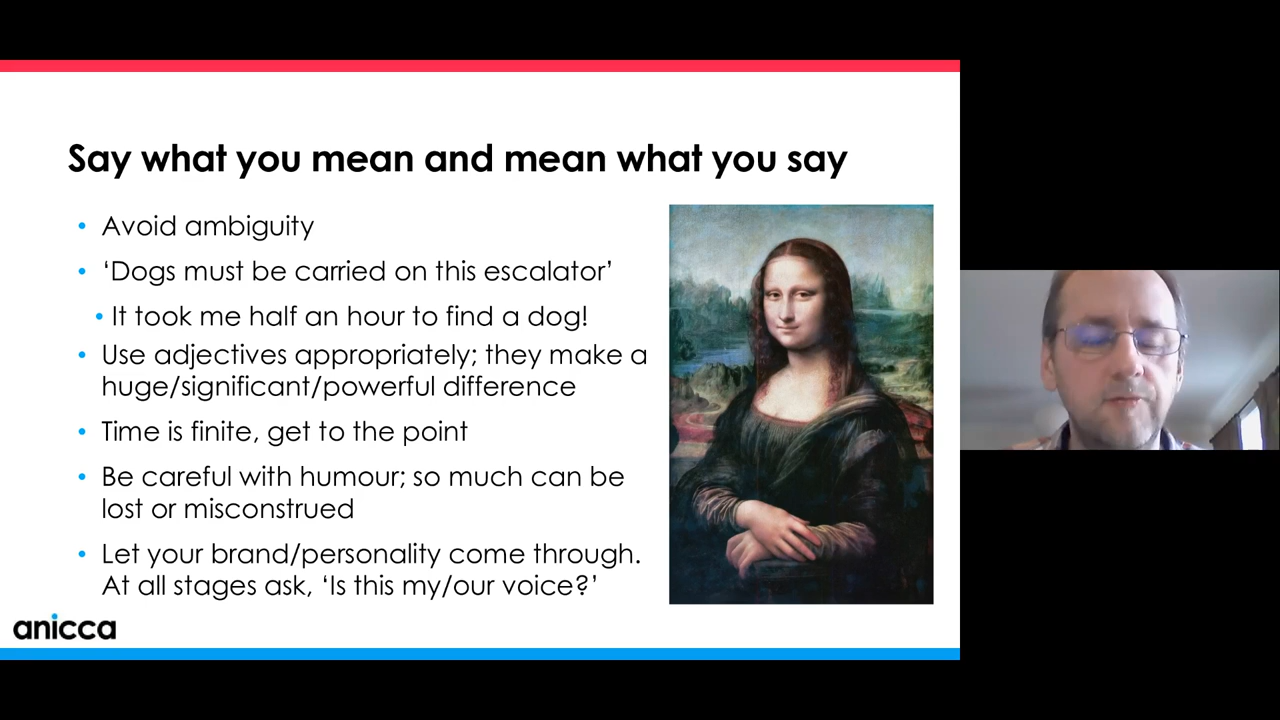 Say what you mean and mean what you say
• Avoid ambiguity
• ‘Dogs must be carried on this escalator’
• It took me half an hour to find a dog!
• Use adjectives appropriately; they make a
huge/significant/powerful difference
• Time is finite, get to the point
• Be careful with humour; so much can be
lost or misconstrued
• Let your brand/personality come through.
At all stages ask, ‘Is this my/our voice?’
anicca